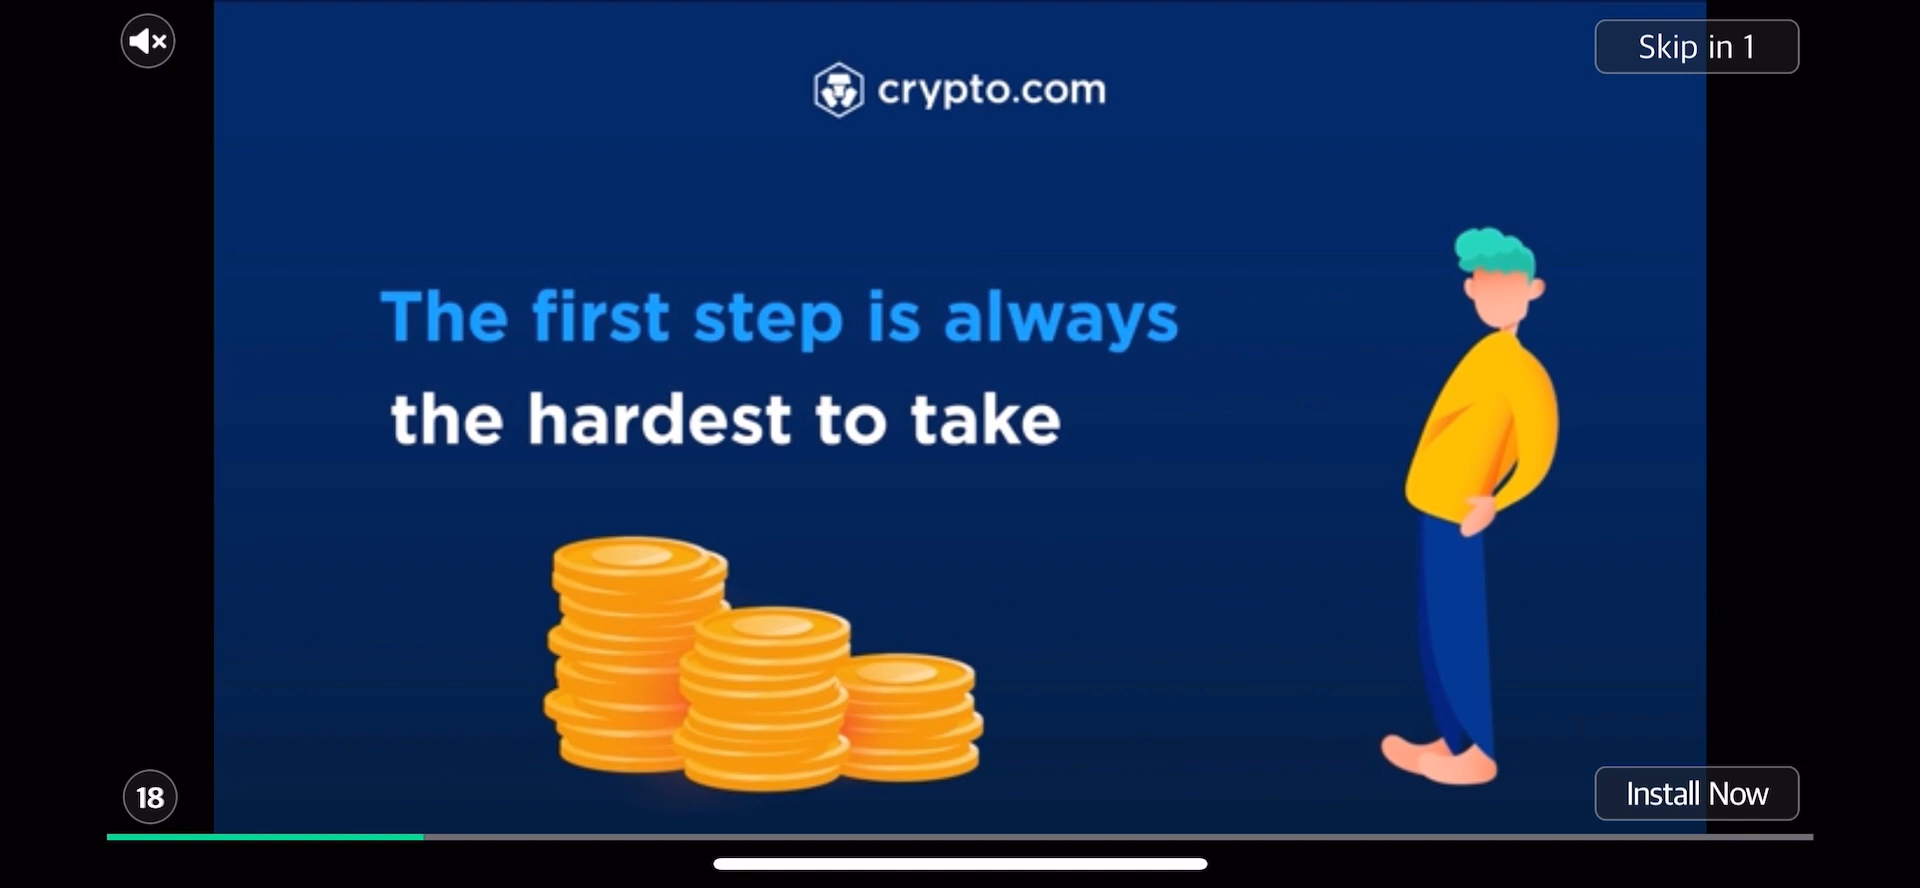 crypto.com
Skip in 1
The first step is always
the hardest to take
18
Install Now